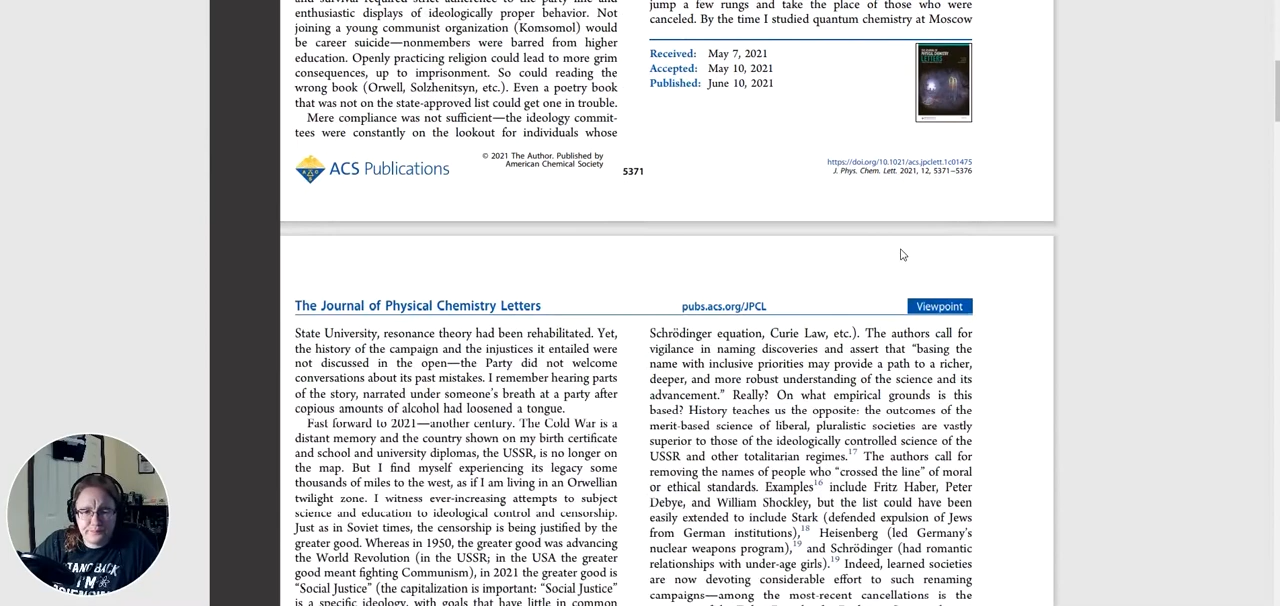 and survival required strict adherence to the party line and
enthusiastic displays of ideologically proper behavior. Not
joining a young communist organization (Komsomol) would
be career suicide—nonmembers were barred from higher
education. Openly practicing religion could lead to more grim
consequences, up to imprisonment. So could reading the
wrong book (Orwell, Solzhenitsyn, etc.). Even a poetry book
that was not on the state-approved list could get one in trouble.
Mere compliance was not sufficient—the ideology commit-
tees were constantly on the lookout for individuals whose
jump a few rungs and take the place of those who were
canceled. By the time I studied quantum chemistry at Moscow
Received: May 7, 2021
Accepted: May 10, 2021
Published: June 10, 2021
ACS Publications
© 2021 The Author. Published by
American Chemical Society
5371
https://doi.org/10.1021/acs.jpclett.1c01475
J. Phys. Chem. Lett. 2021, 12, 5371–5376
The Journal of Physical Chemistry Letters
pubs.acs.org/JPCL
Viewpoint
State University, resonance theory had been rehabilitated. Yet,
the history of the campaign and the injustices it entailed were
not discussed in the open—the Party did not welcome
conversations about its past mistakes. I remember hearing parts
of the story, narrated under someone's breath at a party after
copious amounts of alcohol had loosened a tongue.
Fast forward to 2021—another century. The Cold War is a
distant memory and the country shown on my birth certificate
and school and university diplomas, the USSR, is no longer on
the map. But I find myself experiencing its legacy some
thousands of miles to the west, as if I am living in an Orwellian
twilight zone. I witness ever-increasing attempts to subject
science and education to ideological control and censorship.
Just as in Soviet times, the censorship is being justified by the
greater good. Whereas in 1950, the greater good was advancing
the World Revolution (in the USSR; in the USA the greater
good meant fighting Communism), in 2021 the greater good is
“Social Justice” (the capitalization is important: “Social Justice”
is a specific ideology, with goals that have little in common
Schrödinger equation, Curie Law, etc.). The authors call for
vigilance in naming discoveries and assert that “basing the
name with inclusive priorities may provide a path to a richer,
deeper, and more robust understanding of the science and its
advancement.” Really? On what empirical grounds is this
based? History teaches us the opposite: the outcomes of the
merit-based science of liberal, pluralistic societies are vastly
superior to those of the ideologically controlled science of the
USSR and other totalitarian regimes.17 The authors call for
removing the names of people who “crossed the line” of moral
or ethical standards. Examples16 include Fritz Haber, Peter
Debye, and William Shockley, but the list could have been
easily extended to include Stark (defended expulsion of Jews
from German institutions),18 Heisenberg (led Germany's
nuclear weapons program),19 and Schrödinger (had romantic
relationships with under-age girls).19 Indeed, learned societies
are now devoting considerable effort to such renaming
campaigns—among the most-recent cancellations is the